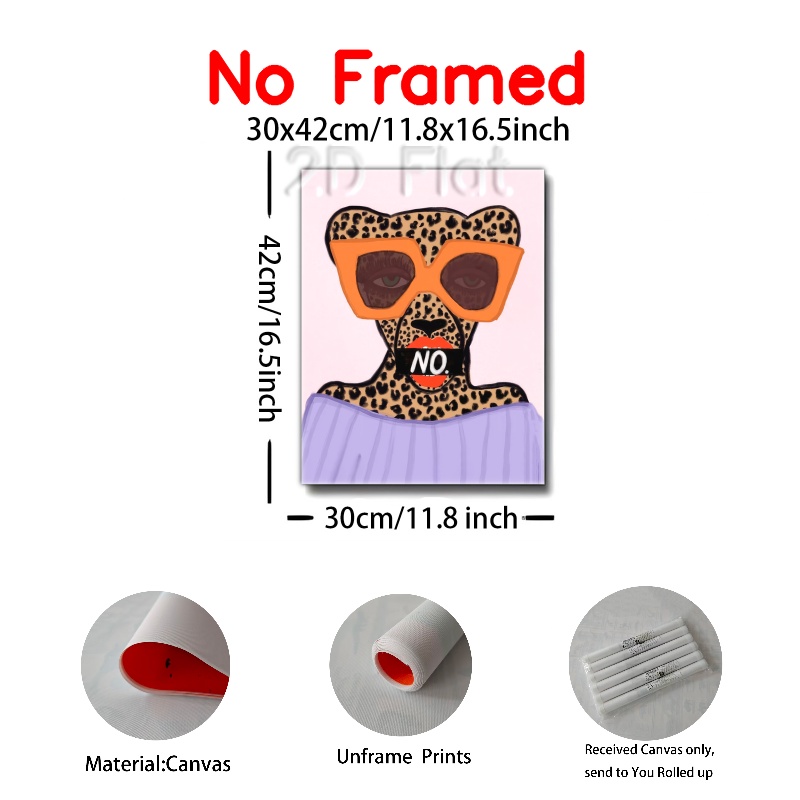 No Framed
30x42cm/11.8x16.5inch
2.D Flat.
42cm/16.5inch
NO.
30cm/11.8 inch
Material:Canvas
Unframe Prints
Received Canvas only,
send to You Rolled up